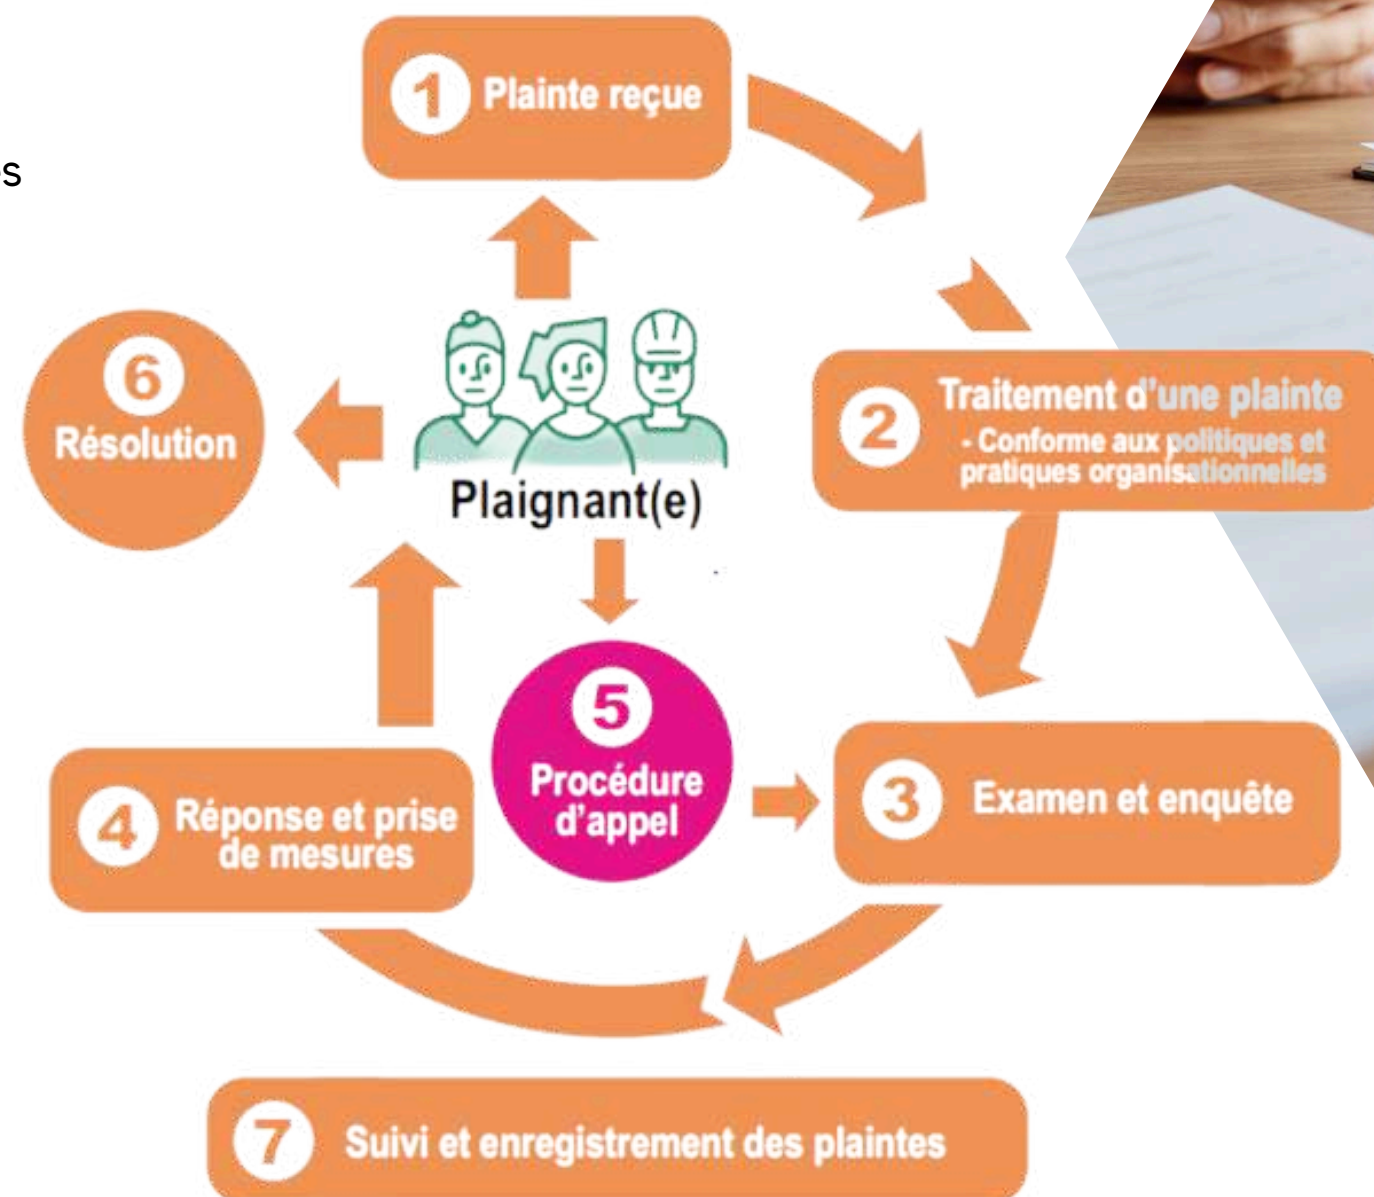 1 Plainte reçue
s
6
Résolution
2 Traitement d'une plainte
- Conforme aux politiques et
pratiques organisationnelles
Plaignant(e)
5
Procédure
d'appel
3 Examen et enquête
4 Réponse et prise
de mesures
7 Suivi et enregistrement des plaintes